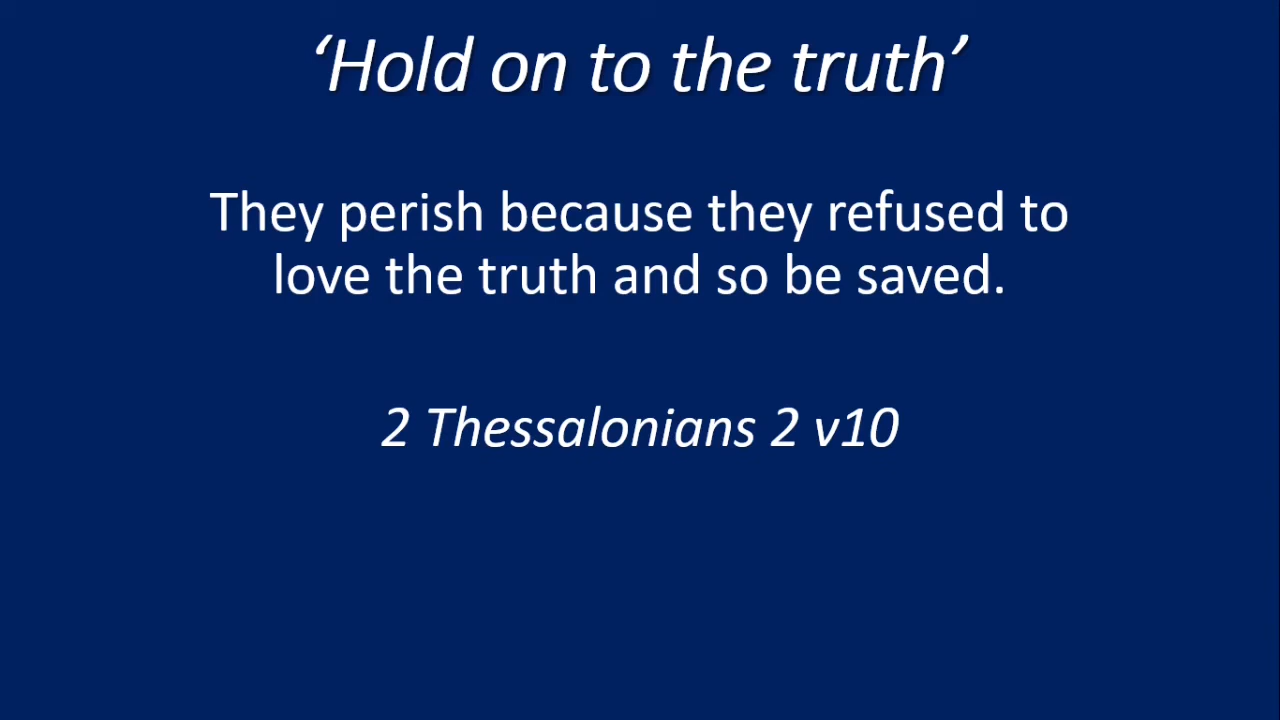 ‘Hold on to the truth’
They perish because they refused to
love the truth and so be saved.
2 Thessalonians 2 v10